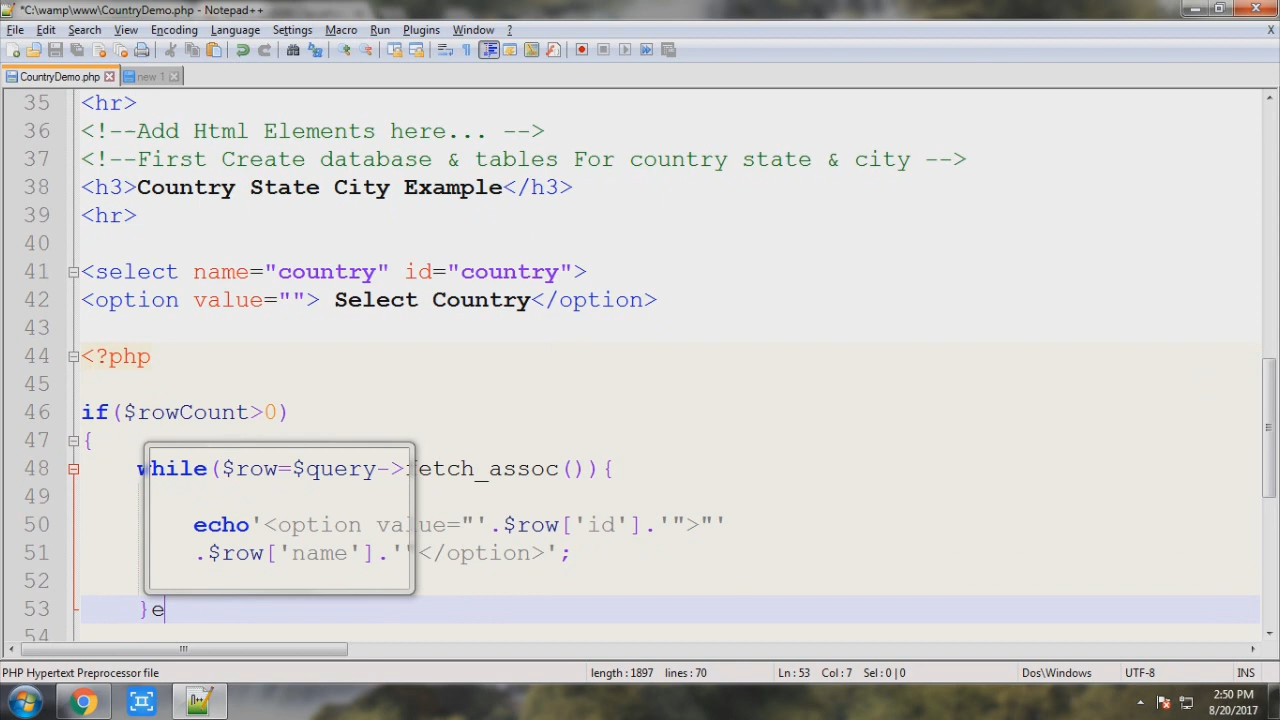 *C:\wamp\www\CountryDemo.php - Notepad++
File Edit Search View Encoding Language Settings Macro Run Plugins Window ? X
CountryDemo.php new 1
35 <hr>
36 <!--Add Html Elements here... -->
37 <!--First Create database & tables For country state & city -->
38 <h3>Country State City Example</h3>
39 <hr>
40
41 <select name="country" id="country">
42 <option value=""> Select Country</option>
43
44 <?php
45
46 if($rowCount>0)
47 {
48 while($row=$query->fetch_assoc()){
49
50 echo'<option value="'.$row['id'].'">"'
51 .$row['name'].'"</option>';
52
53 }e
54
PHP Hypertext Preprocessor file length : 1897 lines : 70 Ln : 53 Col : 7 Sel : 0 | 0 Dos\Windows UTF-8 INS
2:50 PM
8/20/2017